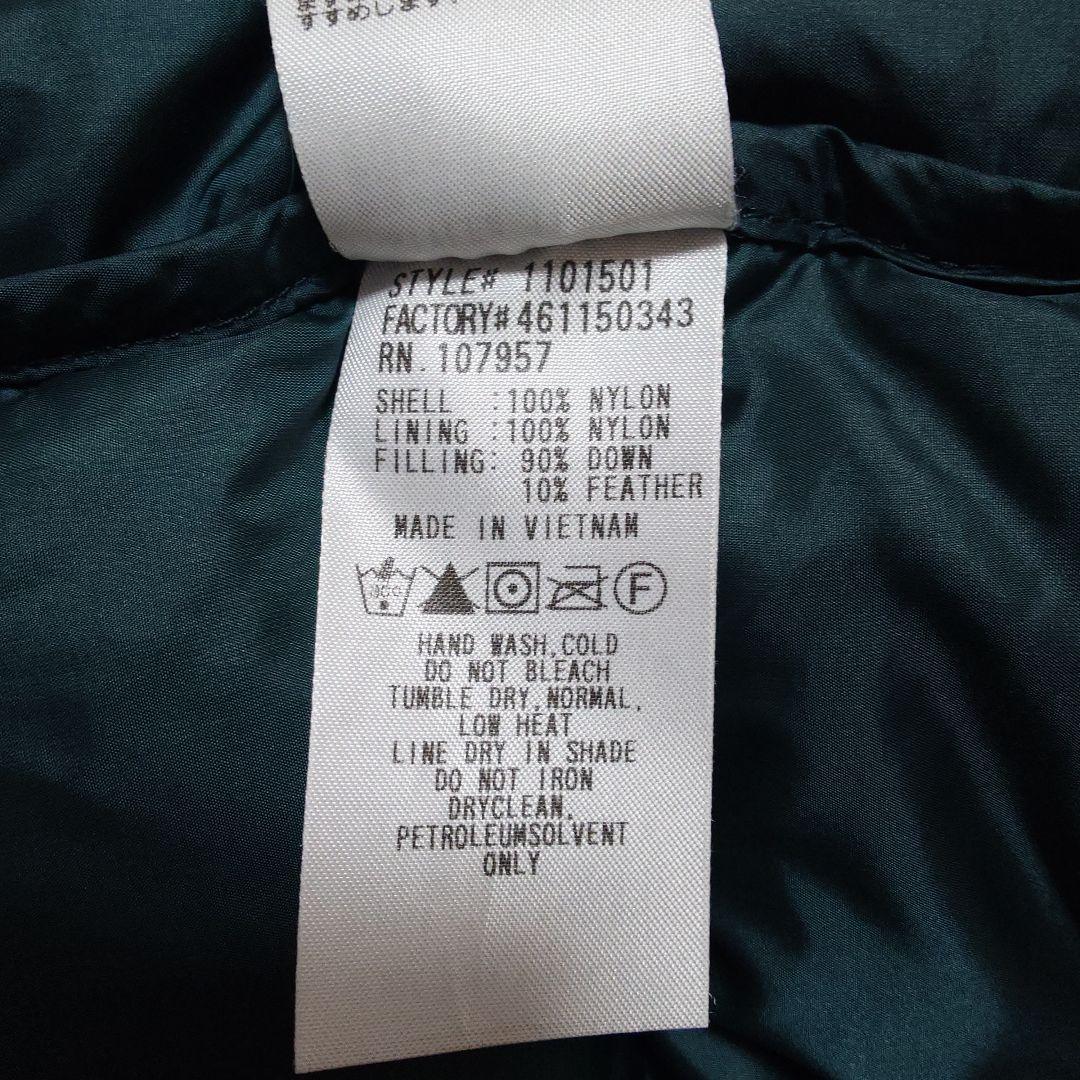 すすめします。
STYLE# 1101501
FACTORY#461150343
RN. 107957
SHELL :100% NYLON
LINING :100% NYLON
FILLING: 90% DOWN
10% FEATHER
MADE IN VIETNAM
F
HAND WASH,COLD
DO NOT BLEACH
TUMBLE DRY,NORMAL,
LOW HEAT
LINE DRY IN SHADE
DO NOT IRON
DRYCLEAN,
PETROLEUMSOLVENT
ONLY